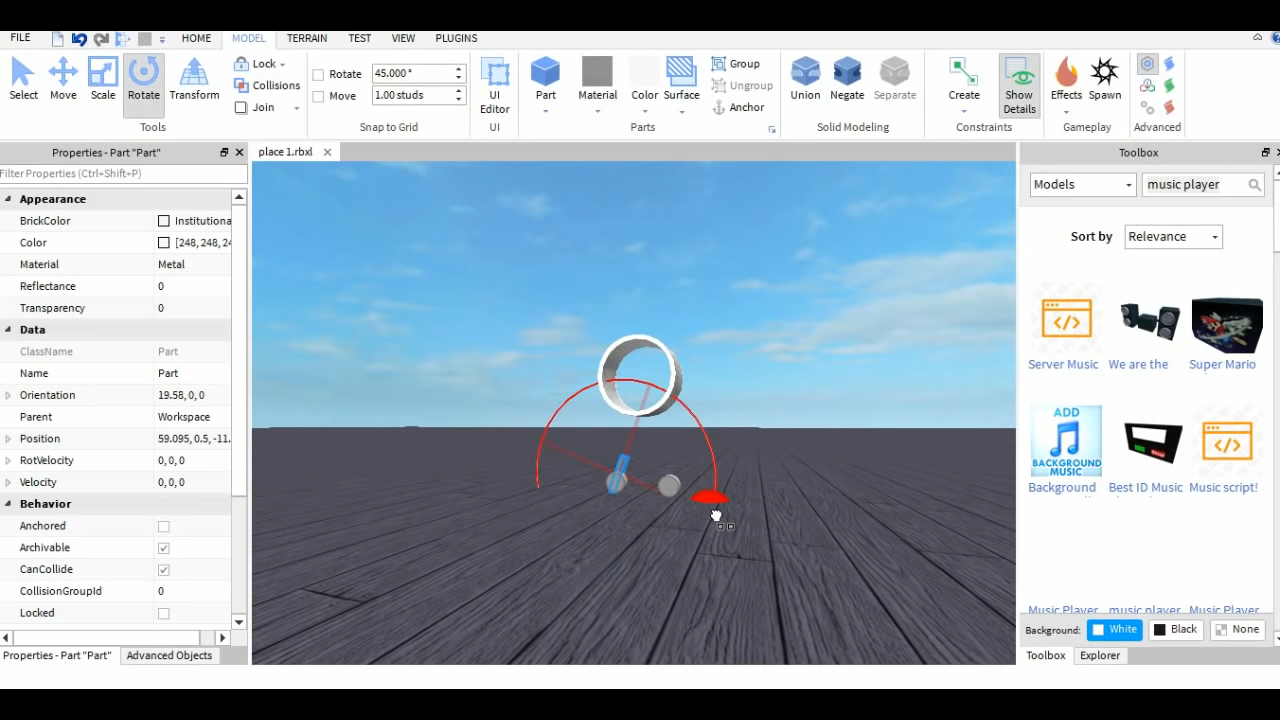 FILE HOME MODEL TERRAIN TEST VIEW PLUGINS
Select Move Scale Rotate Transform
Lock
Collisions
Join
Tools
Rotate 45.000 °
Move 1.00 studs
Snap to Grid
UI
Editor
UI
Part Material Color Surface
Group
Ungroup
Anchor
Parts
Union Negate Separate
Solid Modeling
Create Show
Details
Constraints
Effects Spawn
Gameplay
Advanced
Properties - Part "Part"
Filter Properties (Ctrl+Shift+P)
Appearance
BrickColor Institutiona
Color [248, 248, 24
Material Metal
Reflectance 0
Transparency 0
Data
ClassName Part
Name Part
Orientation 19.58, 0, 0
Parent Workspace
Position 59.095, 0.5, -11.
RotVelocity 0, 0, 0
Velocity 0, 0, 0
Behavior
Anchored
Archivable
CanCollide
CollisionGroupId 0
Locked
Properties - Part "Part" Advanced Objects
place 1.rbxl
Toolbox
Models music player
Sort by Relevance
Server Music We are the Super Mario
ADD
BACKGROUND
MUSIC
Background Best ID Music Music script!
Music Player music player Music Player
Background: White Black None
Toolbox Explorer